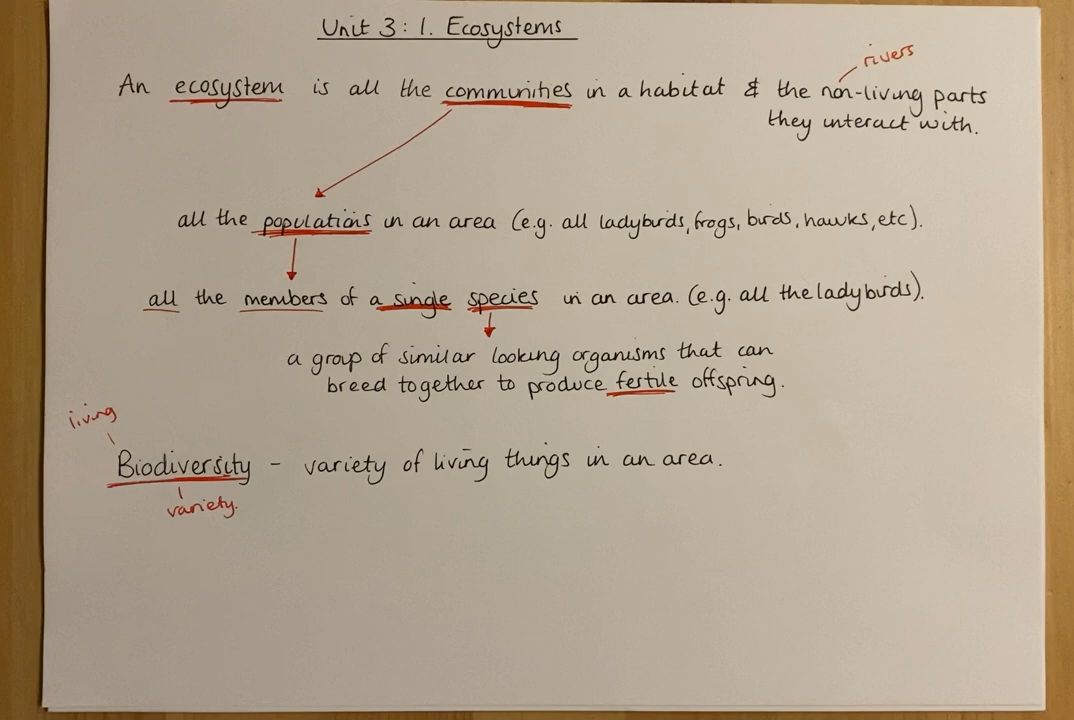 Unit 3: 1. Ecosystems
rivers
An ecosystem is all the communities in a habitat & the non-living parts
they interact with.
all the populations in an area (e.g. all ladybirds, frogs, birds, hawks, etc).
all the members of a single species in an area. (e.g. all the ladybirds).
a group of similar looking organisms that can
breed together to produce fertile offspring.
living
Biodiversity - variety of living things in an area.
variety.